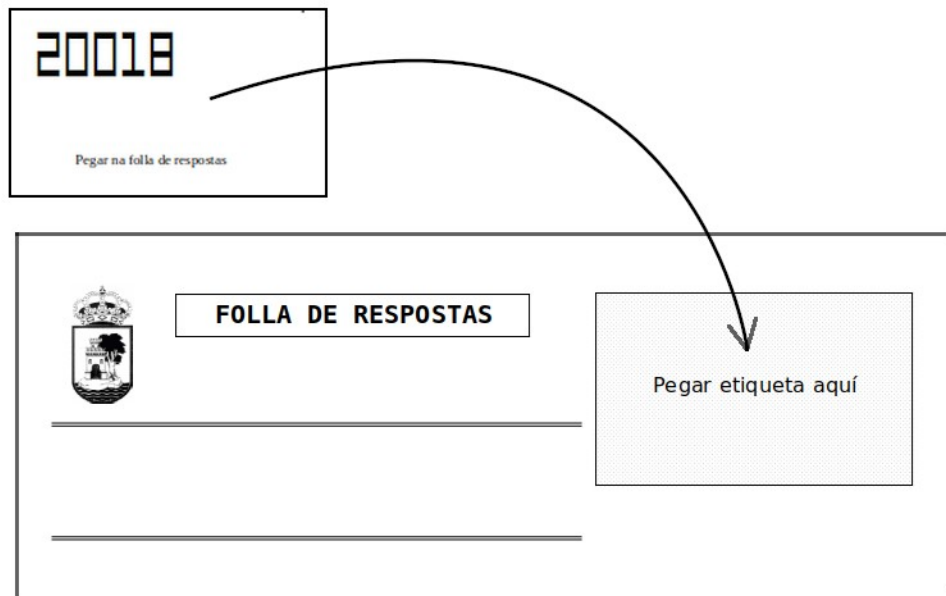 20018
Pegar na folla de respostas
FOLLA DE RESPOSTAS
Pegar etiqueta aquí